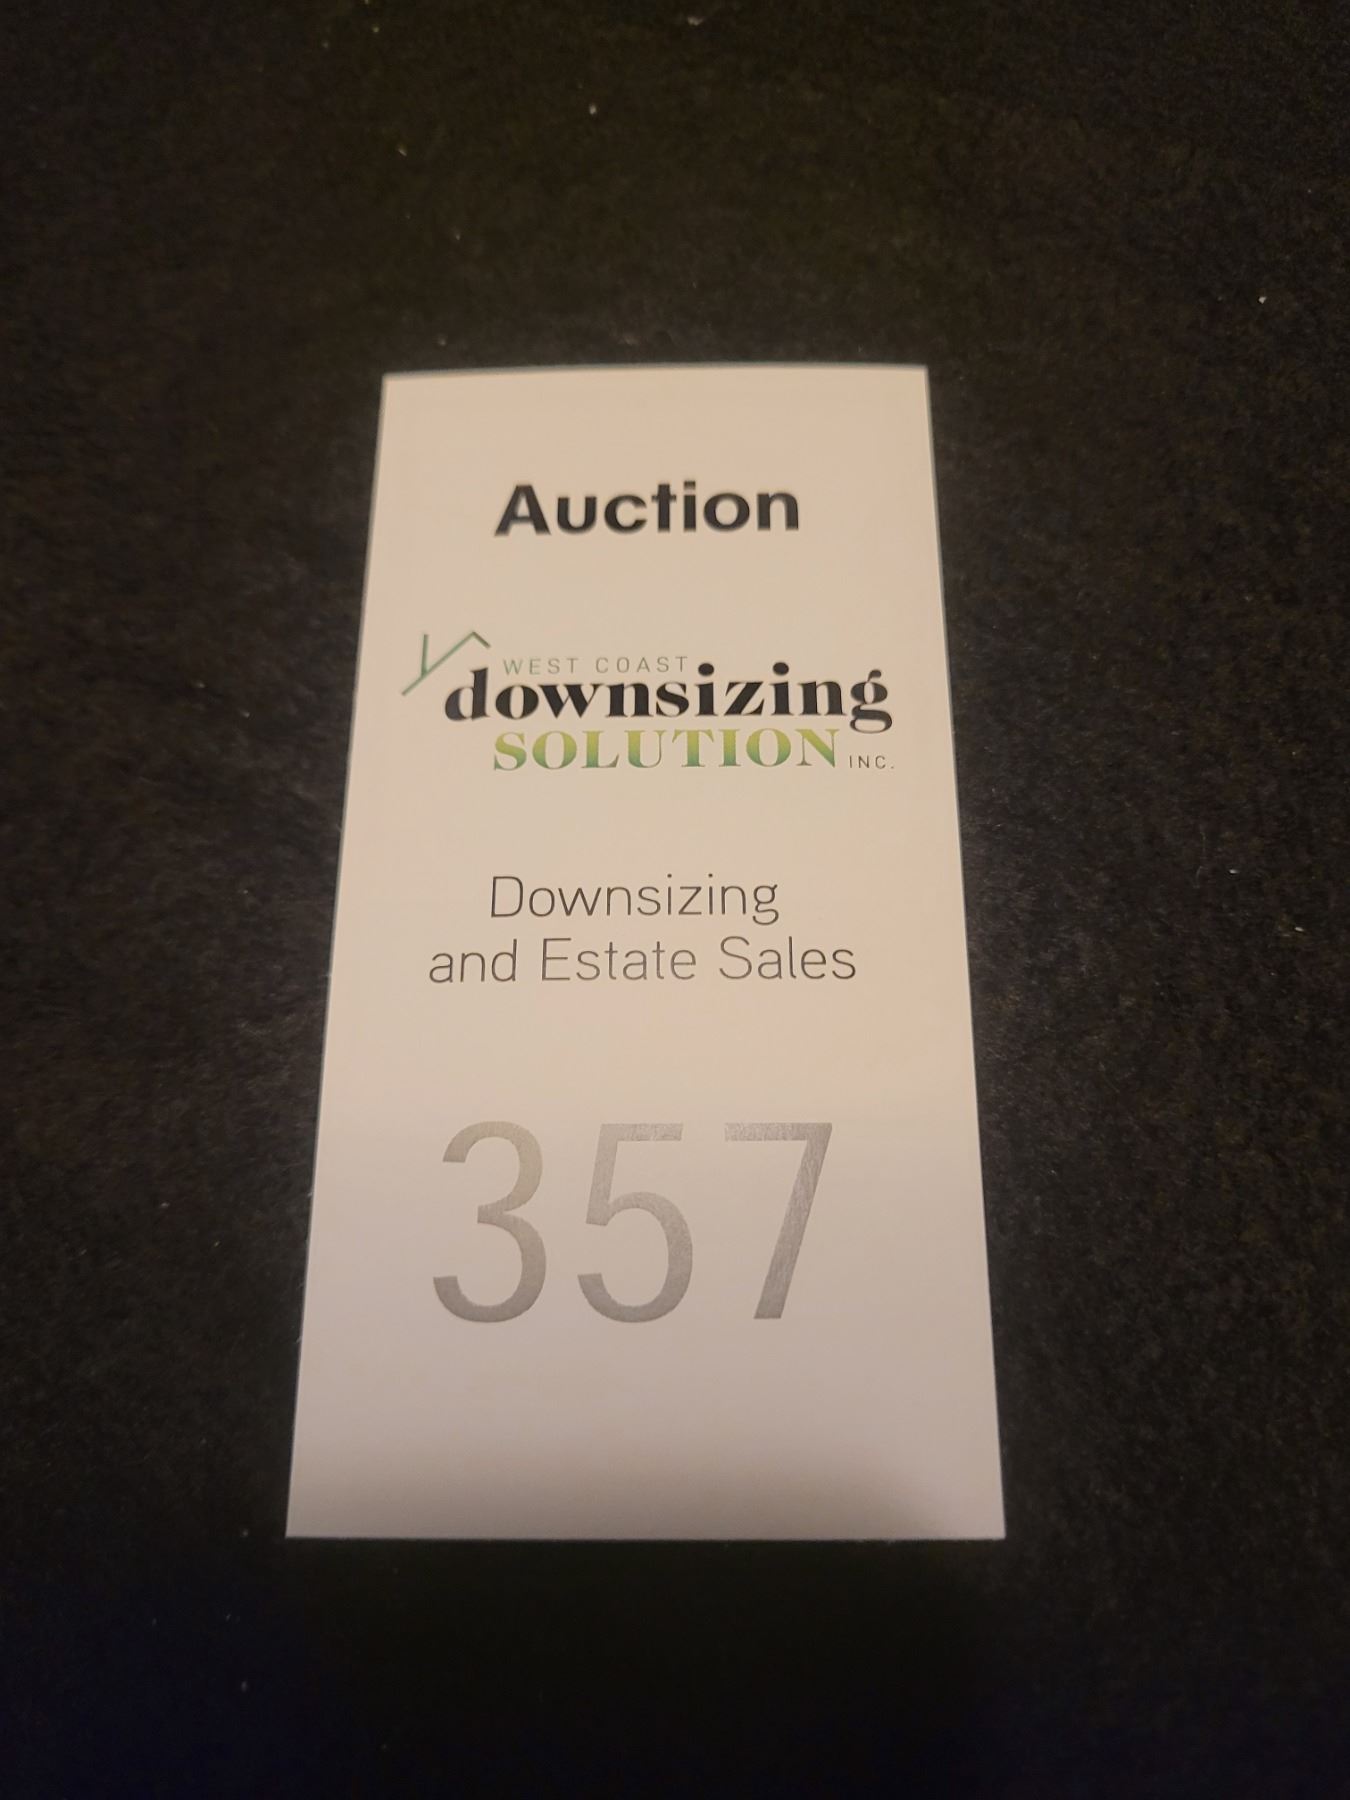 Auction
WEST COAST
downsizing
SOLUTION INC.
Downsizing
and Estate Sales
357